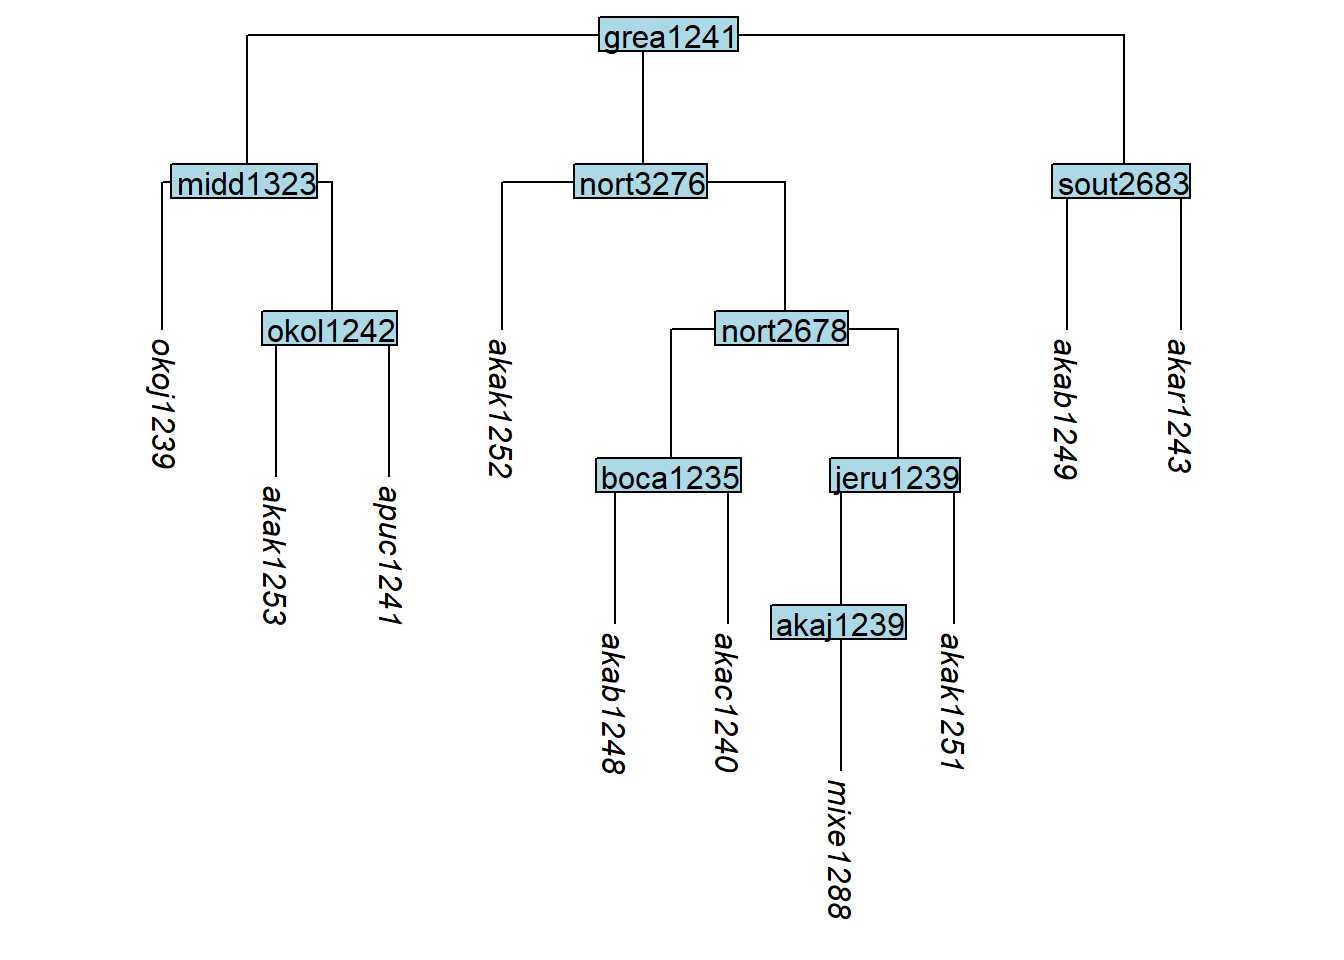 grea1241
midd1323
nort3276
sout2683
okol1242
nort2678
okoj1239
akak1252
akab1249
akar1243
boca1235
jeru1239
akak1253
apuc1241
akaj1239
akab1248
akac1240
akak1251
mixe1288